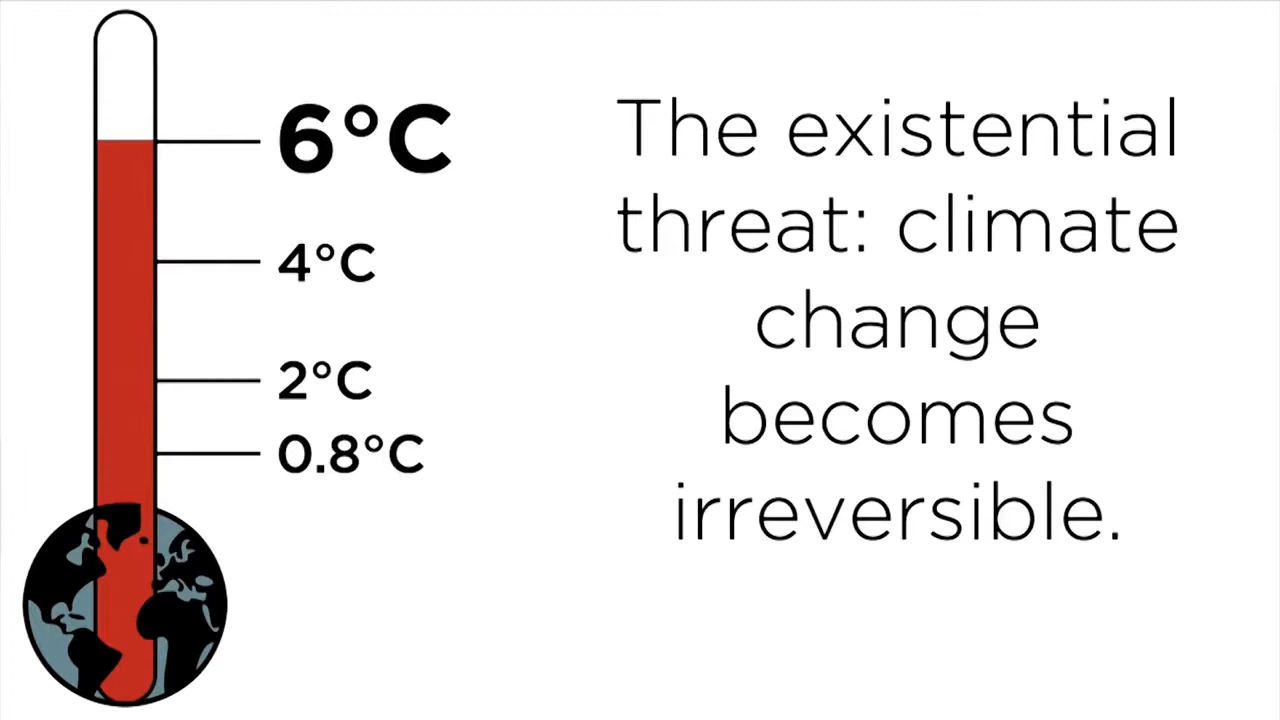 6°C
4°C
2°C
0.8°C
The existential
threat: climate
change
becomes
irreversible.